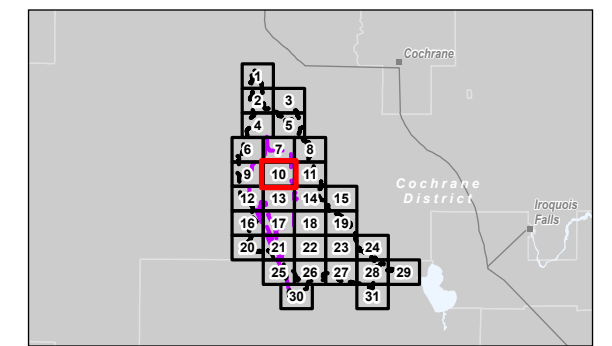 Cochrane
1
2 3
4 5
6 7 8
9 10 11
Cochrane
District
12 13 14 15
Iroquois
Falls
16 17 18 19
20 21 22 23 24
25 26 27 28 29
30 31